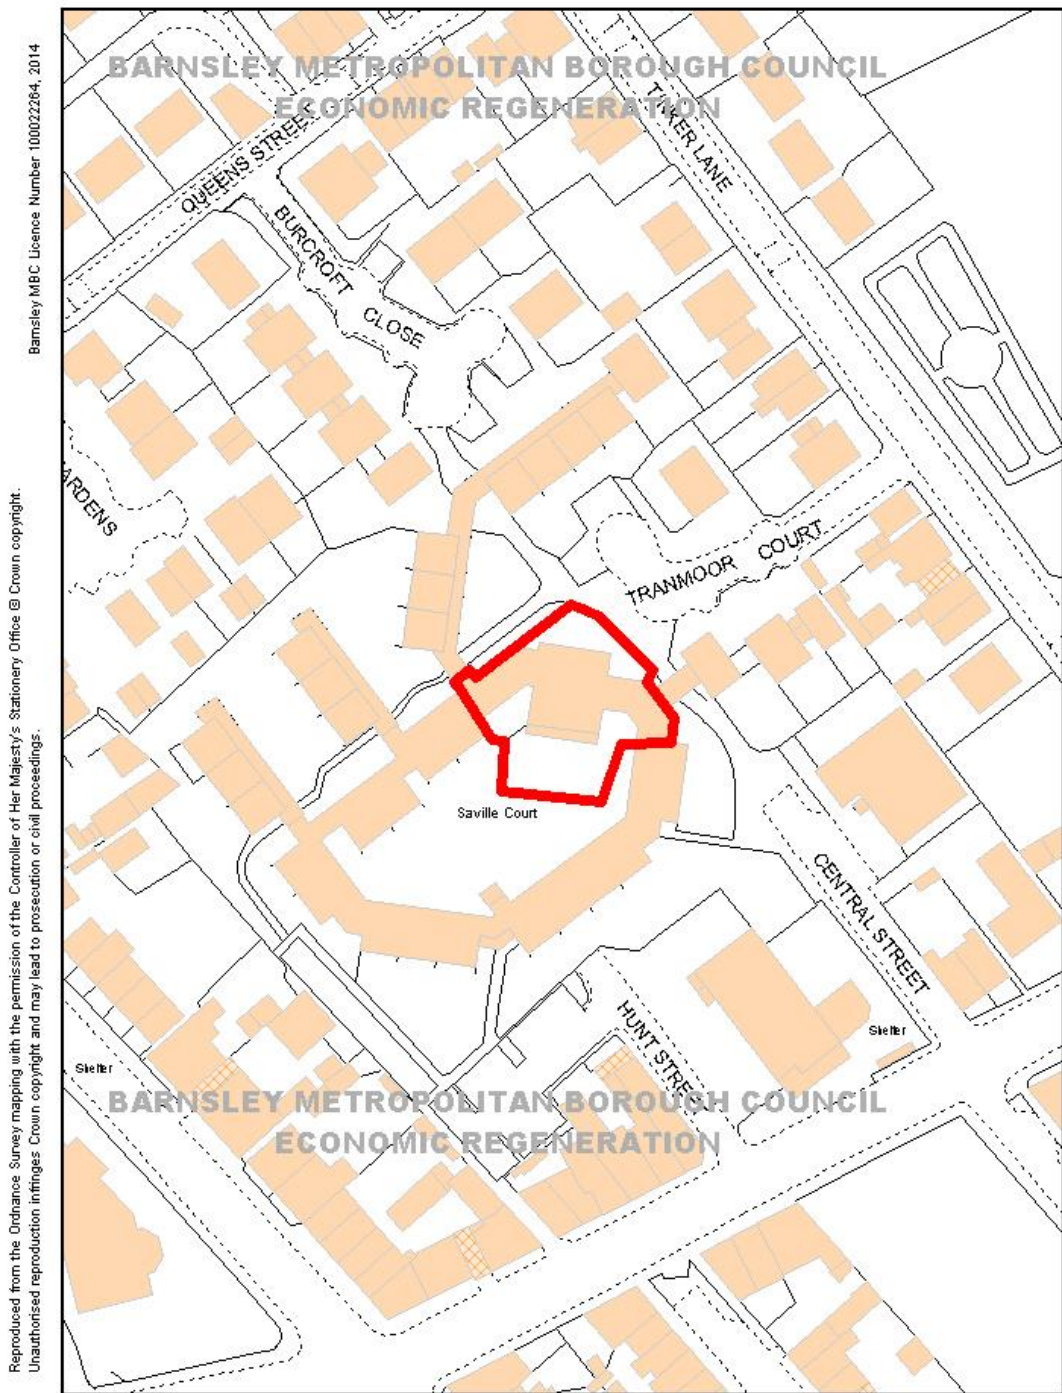 Barnsley MBC Licence Number 100022264, 2014
Reproduced from the Ordnance Survey mapping with the permission of the Controller of Her Majesty's Stationery Office © Crown copyright.
Unauthorised reproduction infringes Crown copyright and may lead to prosecution or civil proceedings.
BARNSLEY METROPOLITAN BOROUGH COUNCIL
ECONOMIC REGENERATION
QUEENS STREET
TINKER LANE
BURCROFT CLOSE
ARDENS
TRANMOOR COURT
Saville Court
CENTRAL STREET
HUNT STREET
Shelter
Shelter
BARNSLEY METROPOLITAN BOROUGH COUNCIL
ECONOMIC REGENERATION